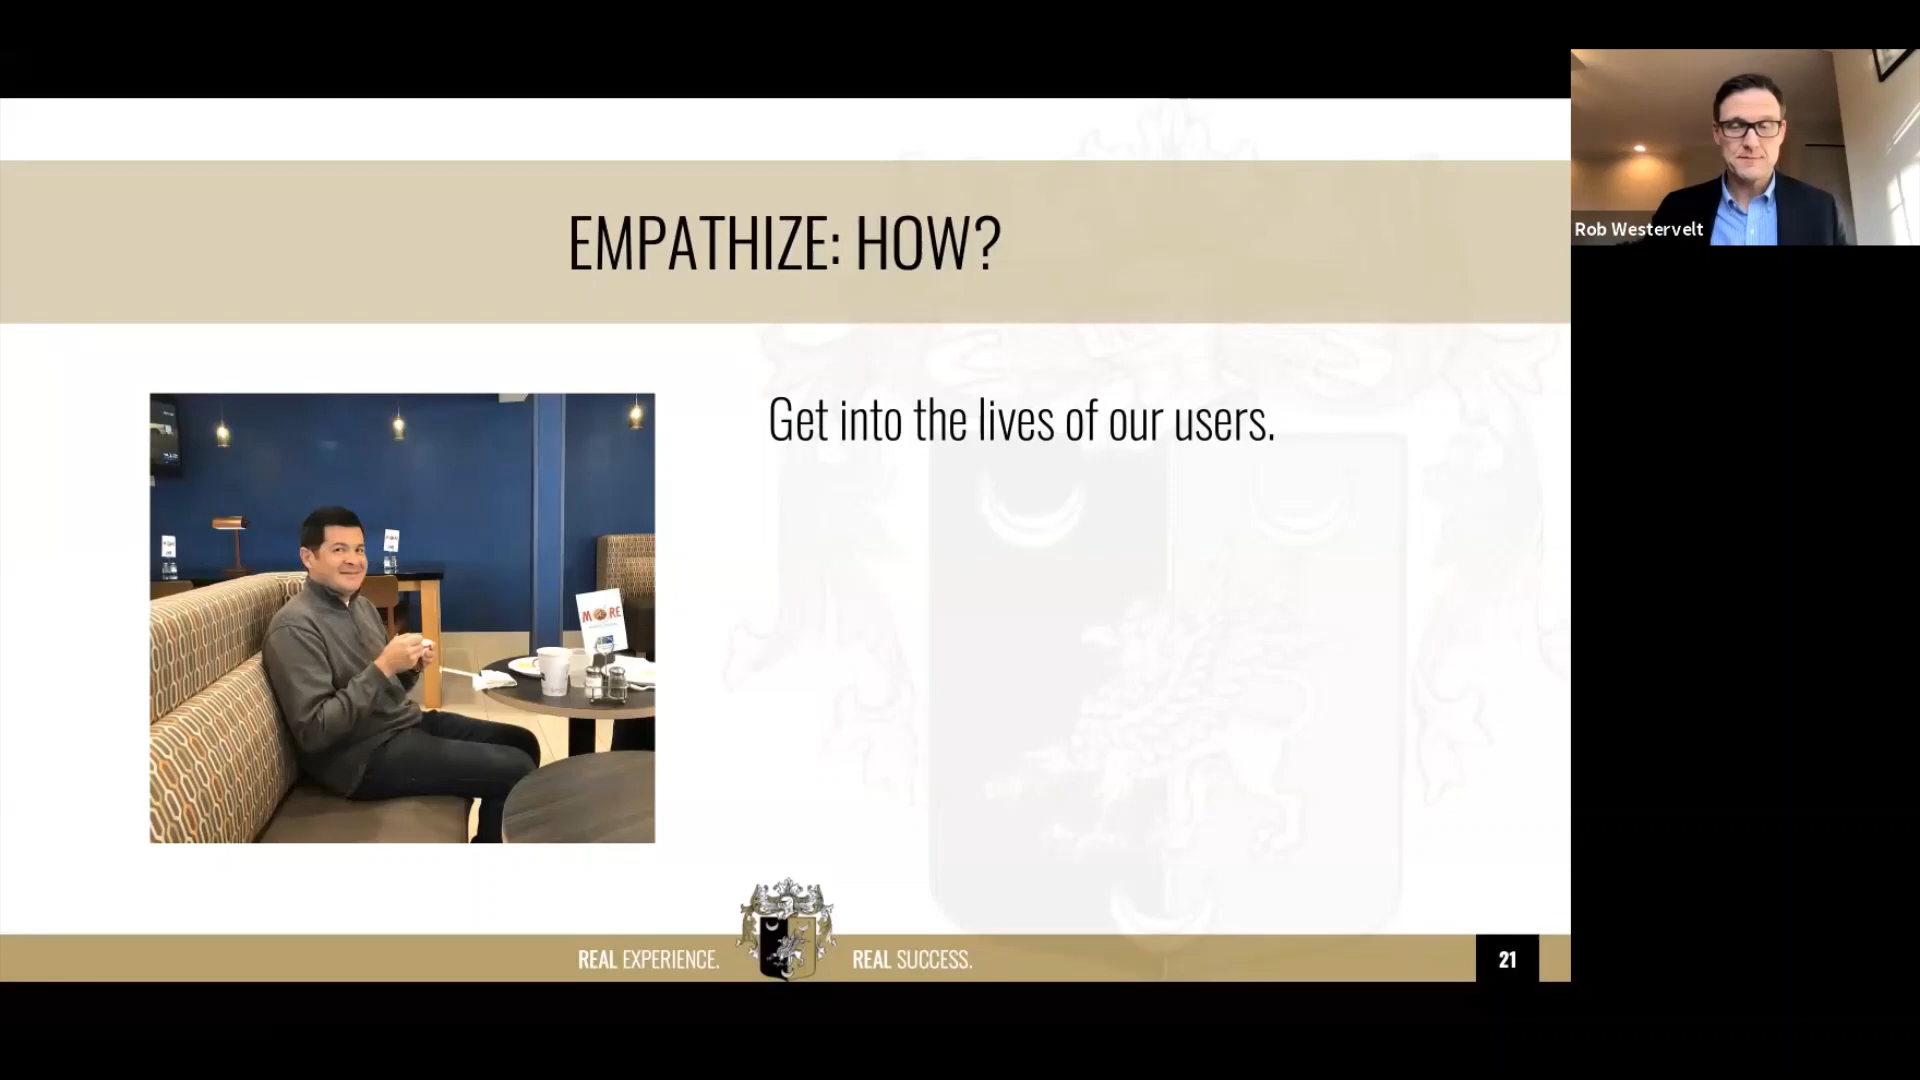 EMPATHIZE: HOW?
Rob Westervelt
Get into the lives of our users.
REAL EXPERIENCE.
REAL SUCCESS.
21